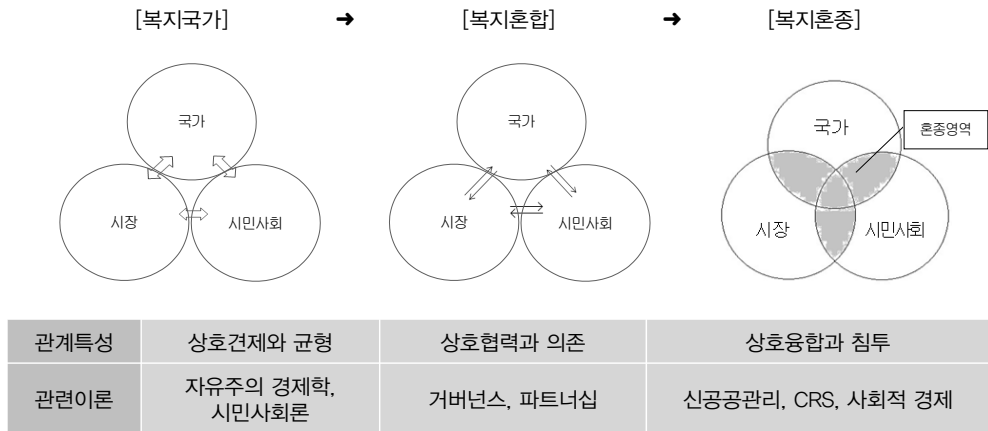 [복지국가] ➜ [복지혼합] ➜ [복지혼종]
국가
시장
시민사회
국가
시장
시민사회
국가
시장
시민사회
혼종영역
관계특성 상호견제와 균형 상호협력과 의존 상호융합과 침투
관련이론 자유주의 경제학,
시민사회론 거버넌스, 파트너십 신공공관리, CRS, 사회적 경제